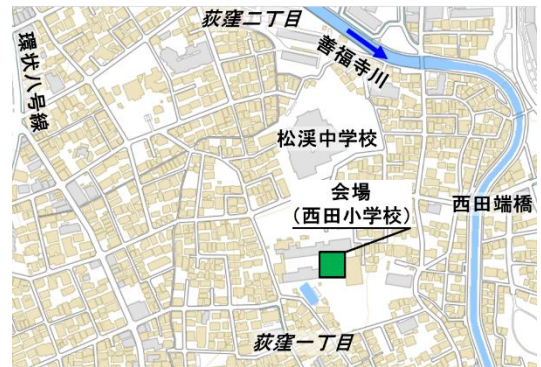 荻窪二丁目
環状八号線
善福寺川
松渓中学校
会場
（西田小学校）
西田端橋
荻窪一丁目